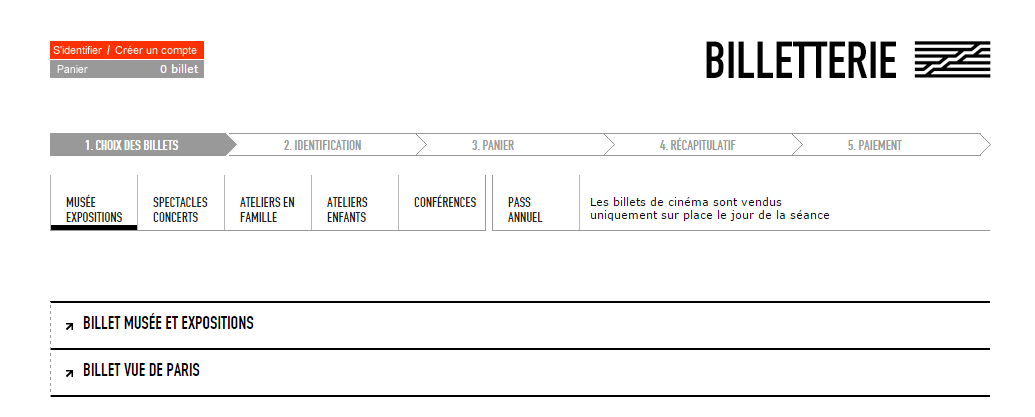 S'identifier / Créer un compte
Panier 0 billet
BILLETTERIE
1. CHOIX DES BILLETS
2. IDENTIFICATION
3. PANIER
4. RÉCAPITULATIF
5. PAIEMENT
MUSÉE
EXPOSITIONS
SPECTACLES
CONCERTS
ATELIERS EN
FAMILLE
ATELIERS
ENFANTS
CONFÉRENCES
PASS
ANNUEL
Les billets de cinéma sont vendus
uniquement sur place le jour de la séance
BILLET MUSÉE ET EXPOSITIONS
BILLET VUE DE PARIS